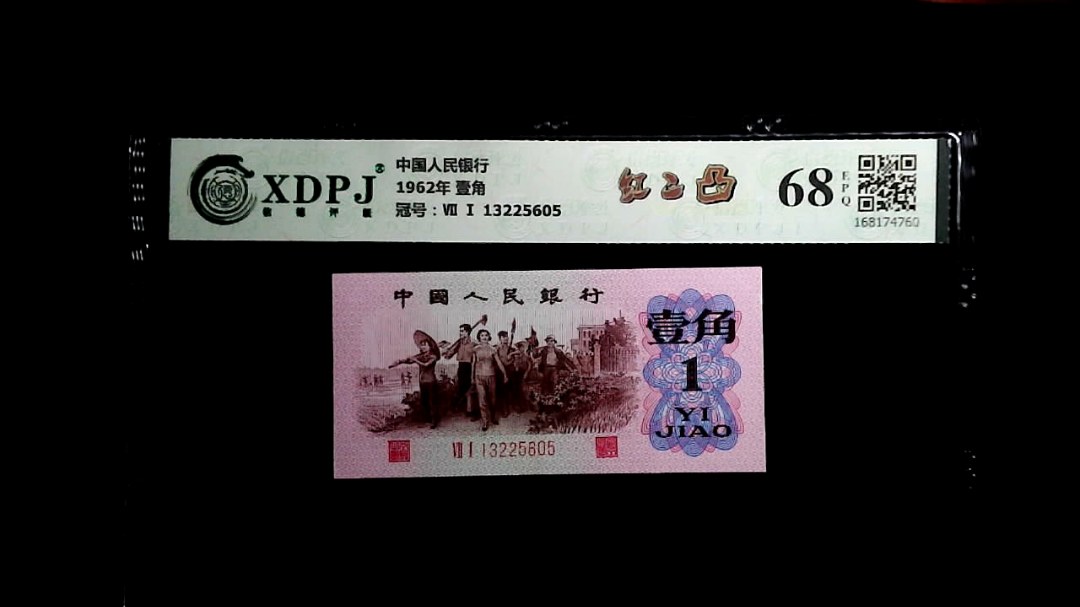 XDPJ
中国人民银行
1962年 壹角
冠号：Ⅶ Ⅰ 13225605
红二凸
68
EPQ
168174760
中國人民銀行
壹角
1
YI
JIAO
Ⅶ Ⅰ 13225605